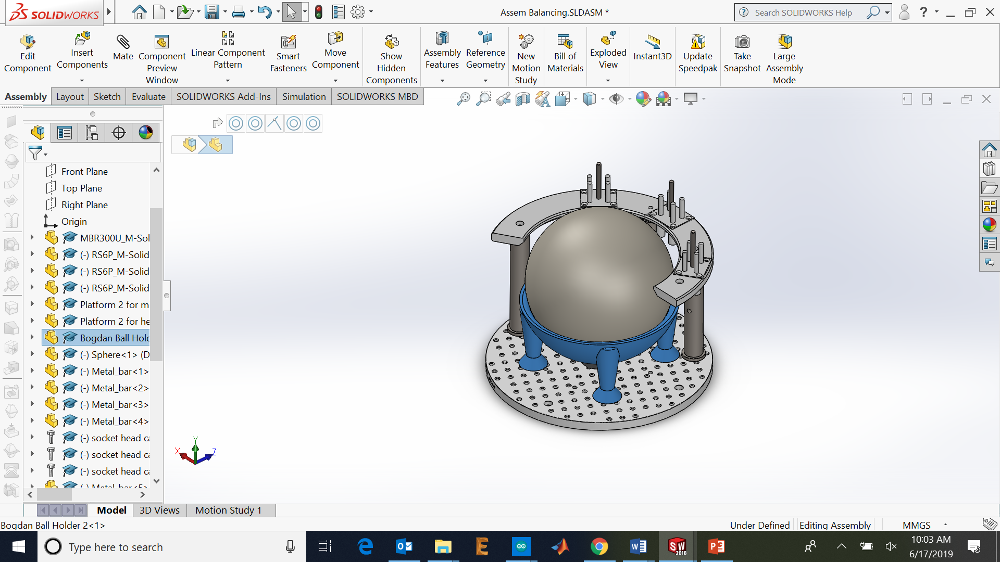 SOLIDWORKS
Assem Balancing.SLDASM *
Search SOLIDWORKS Help
?
Edit Component
Insert Components
Mate
Component Preview Window
Linear Component Pattern
Smart Fasteners
Move Component
Show Hidden Components
Assembly Features
Reference Geometry
New Motion Study
Bill of Materials
Exploded View
Instant3D
Update Speedpak
Take Snapshot
Large Assembly Mode
Assembly
Layout
Sketch
Evaluate
SOLIDWORKS Add-Ins
Simulation
SOLIDWORKS MBD
Front Plane
Top Plane
Right Plane
Origin
MBR300U_M-Sol
(-) RS6P_M-Solid
(-) RS6P_M-Solid
(-) RS6P_M-Solid
Platform 2 for m
Platform 2 for he
Bogdan Ball Hold
(-) Sphere<1> (D
(-) Metal_bar<1>
(-) Metal_bar<2>
(-) Metal_bar<3>
(-) Metal_bar<4>
(-) socket head ca
(-) socket head ca
(-) socket head ca
(-) Metal_bar<5>
X
Y
Z
Model
3D Views
Motion Study 1
Bogdan Ball Holder 2<1>
Under Defined
Editing Assembly
MMGS
Type here to search
SW 2018
10:03 AM
6/17/2019